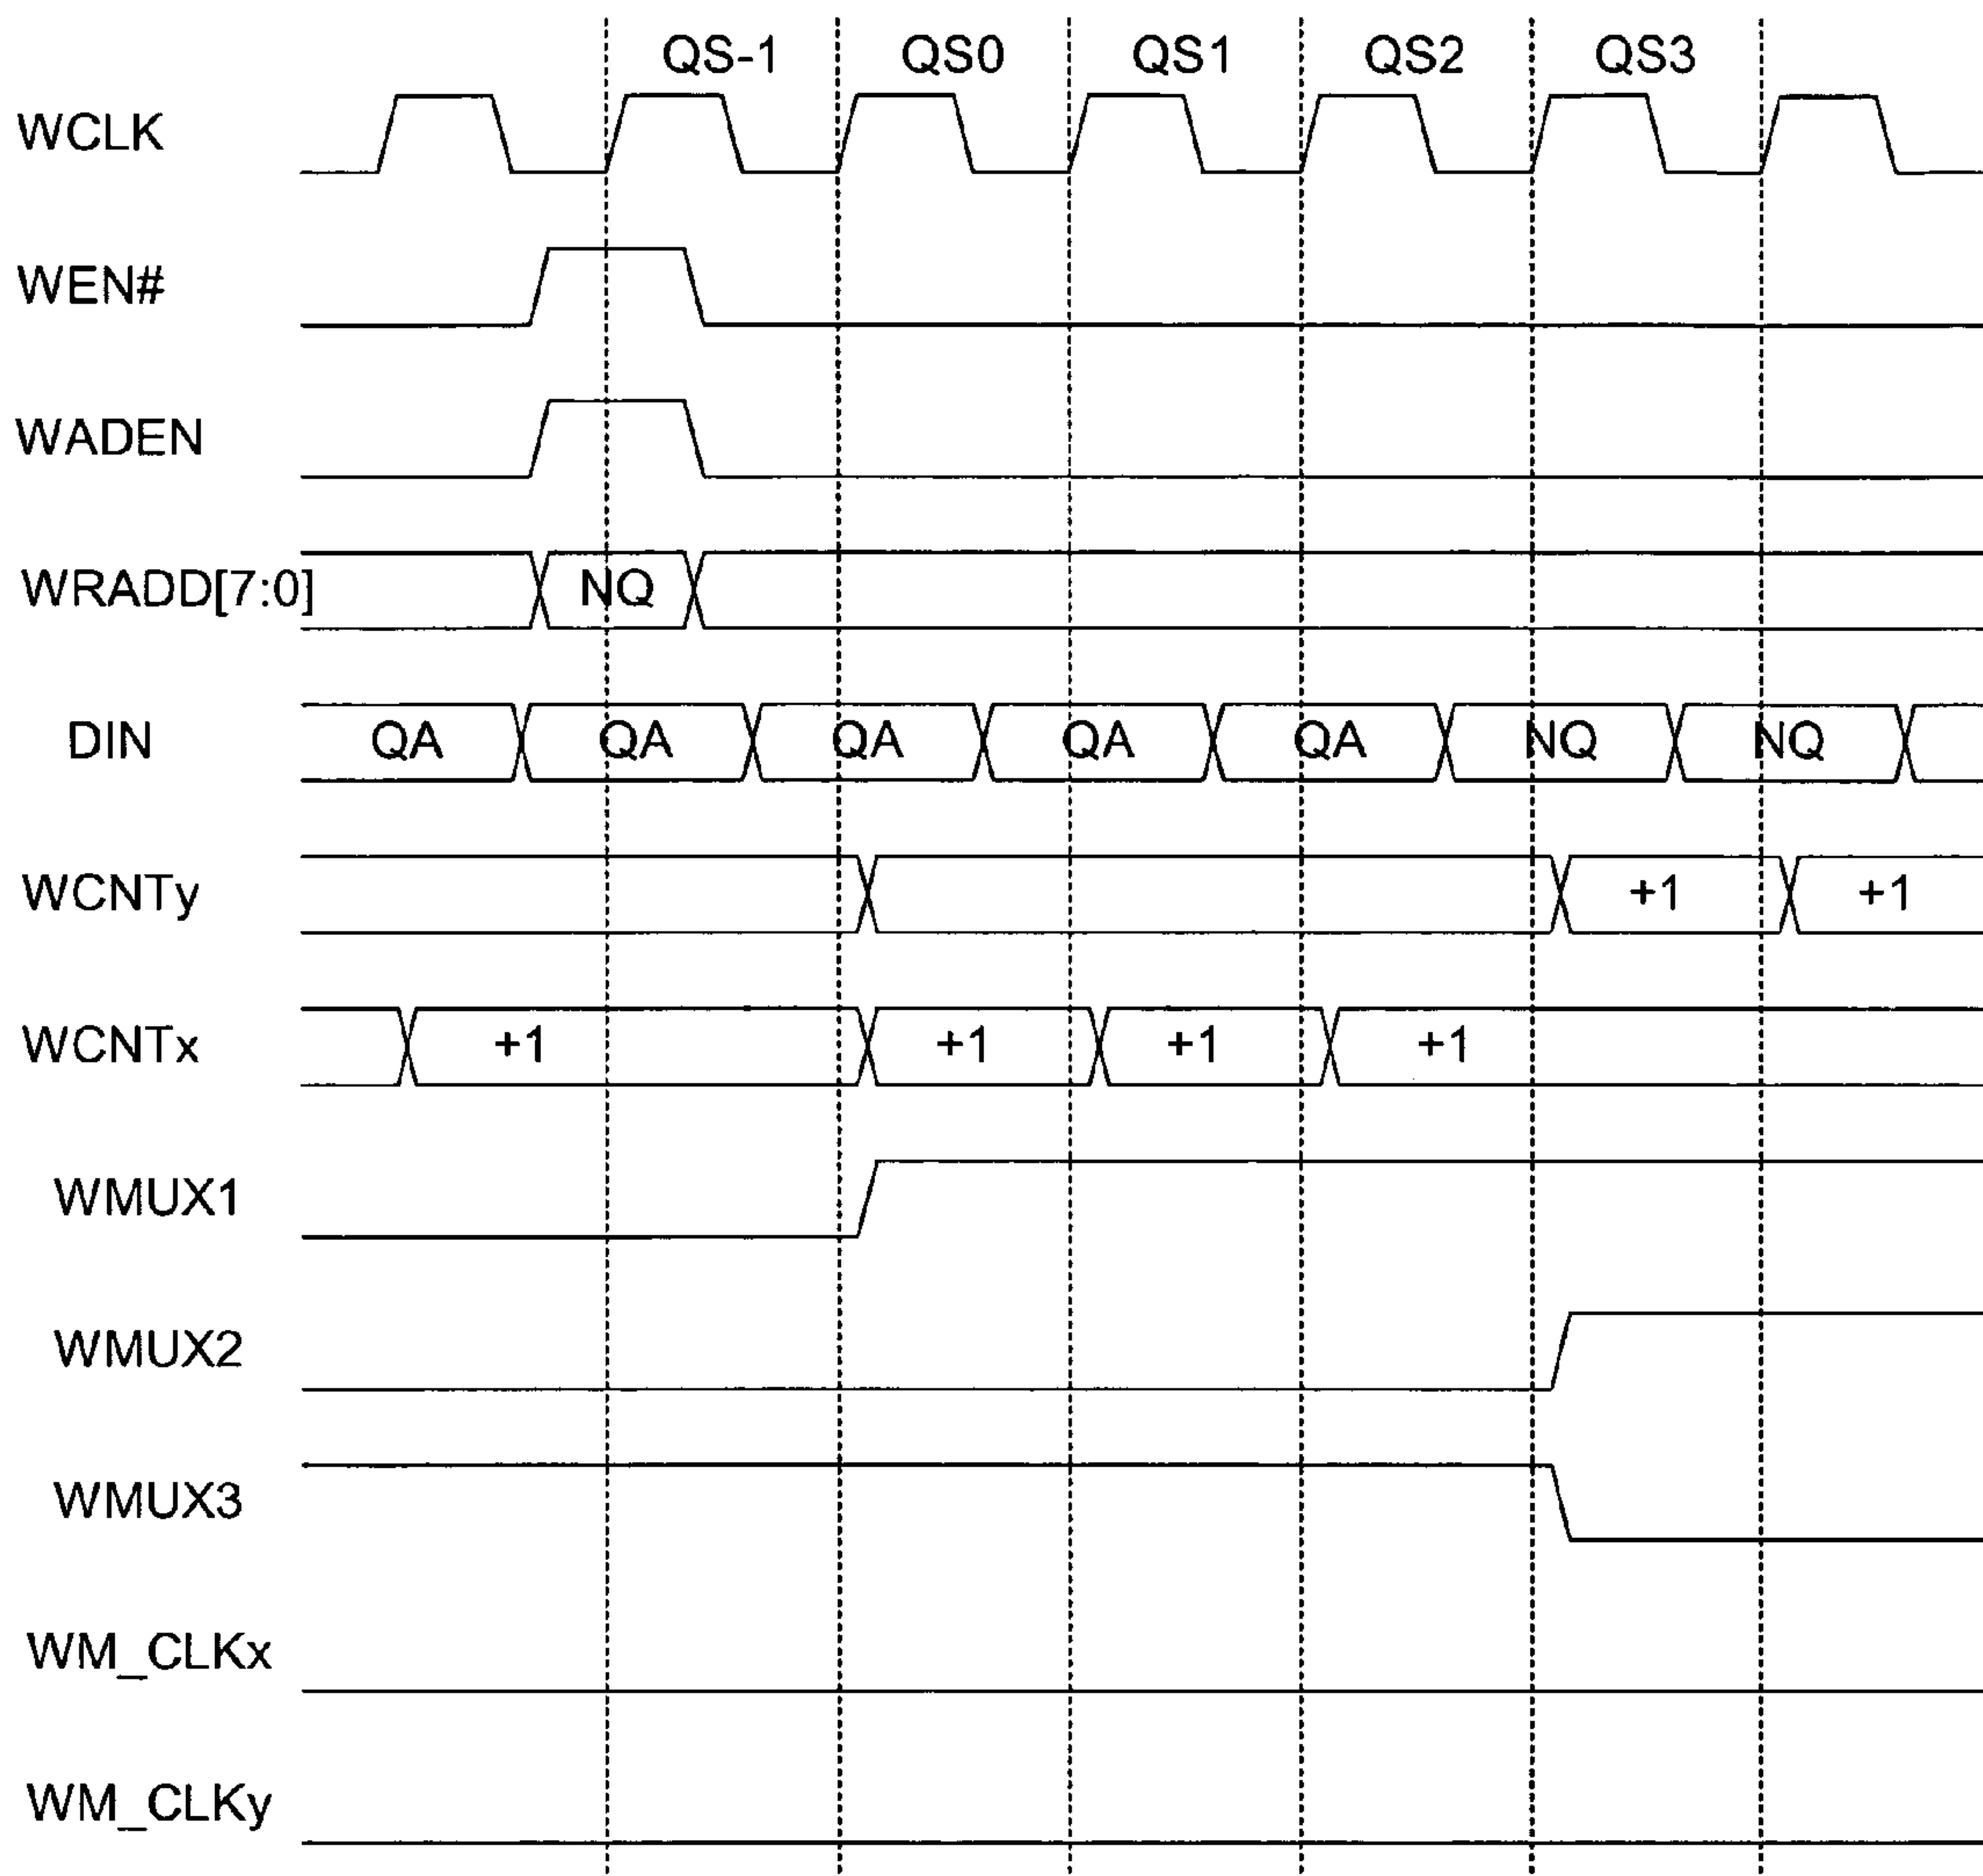 QS-1 QS0 QS1 QS2 QS3
WCLK
WEN#
WADEN
WRADD[7:0] NQ
DIN QA QA QA QA QA NQ NQ
WCNTy +1 +1
WCNTx +1 +1 +1 +1
WMUX1
WMUX2
WMUX3
WM_CLKx
WM_CLKy